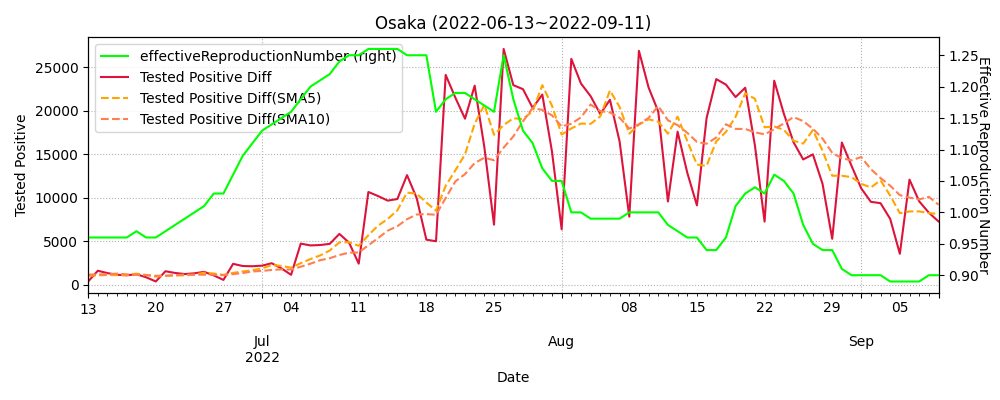 Osaka (2022-06-13~2022-09-11)
effectiveReproductionNumber (right)
Tested Positive Diff
Tested Positive Diff(SMA5)
Tested Positive Diff(SMA10)
Tested Positive
25000
20000
15000
10000
5000
0
1.25
1.20
1.15
1.10
1.05
1.00
0.95
0.90
Effective Reproduction Number
13 20 27 04 11 18 25 08 15 22 29 05
Jul Aug Sep
2022
Date